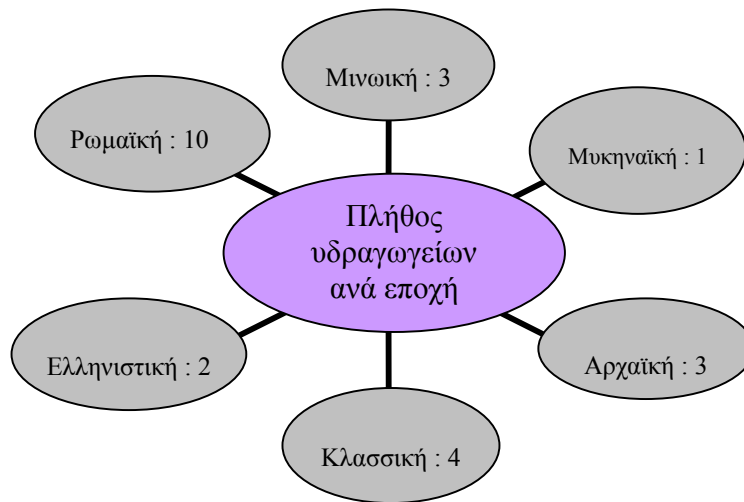 Μινωική : 3
Ρωμαϊκή : 10
Μυκηναϊκή : 1
Πλήθος
υδραγωγείων
ανά εποχή
Ελληνιστική : 2
Αρχαϊκή : 3
Κλασσική : 4